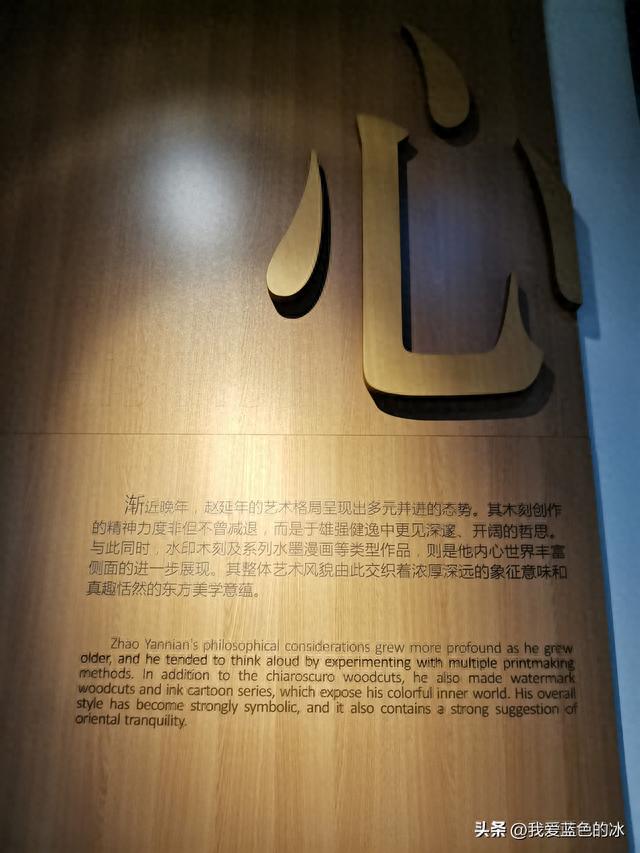 心
渐近晚年，赵延年的艺术格局呈现出多元并进的态势。其木刻创作
的精神力度非但不曾减退，而是于雄强健逸中更见深邃、开阔的哲思。
与此同时，水印木刻及系列水墨漫画等类型作品，则是他内心世界丰富
侧面的进一步展现。其整体艺术风貌由此交织着浓厚深远的象征意味和
真趣恬然的东方美学意蕴。
Zhao Yannian's philosophical considerations grew more profound as he grew
older, and he tended to think aloud by experimenting with multiple printmaking
methods. In addition to the chiaroscuro woodcuts, he also made watermark
woodcuts and ink cartoon series, which expose his colorful inner world. His overall
style has become strongly symbolic, and it also contains a strong suggestion of
oriental tranquility.
头条 @我爱蓝色的冰